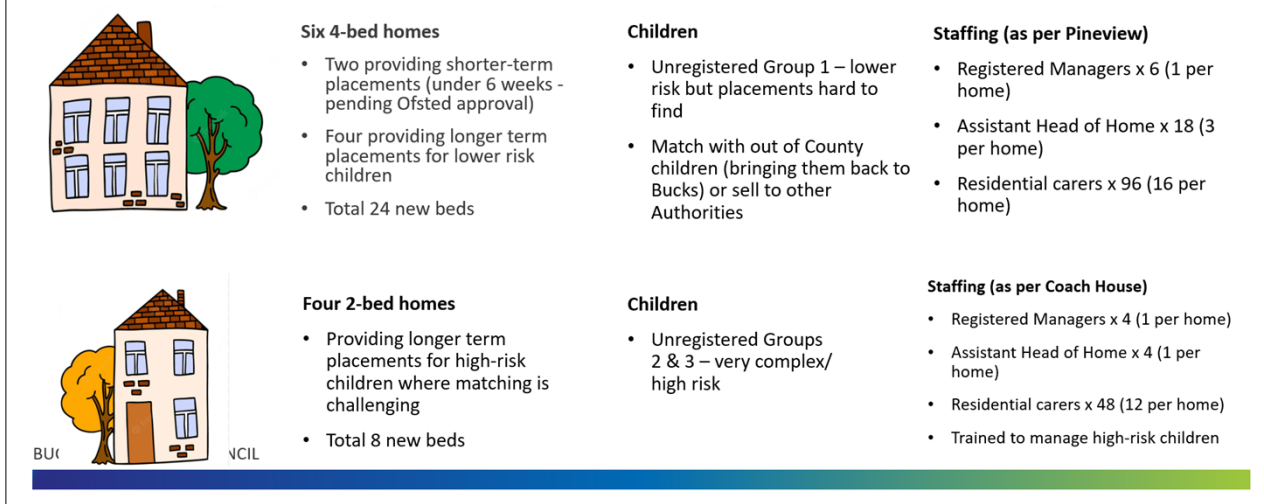 Six 4-bed homes
• Two providing shorter-term
placements (under 6 weeks -
pending Ofsted approval)
• Four providing longer term
placements for lower risk
children
• Total 24 new beds
Children
• Unregistered Group 1 – lower
risk but placements hard to
find
• Match with out of County
children (bringing them back to
Bucks) or sell to other
Authorities
Staffing (as per Pineview)
• Registered Managers x 6 (1 per
home)
• Assistant Head of Home x 18 (3
per home)
• Residential carers x 96 (16 per
home)
Four 2-bed homes
• Providing longer term
placements for high-risk
children where matching is
challenging
• Total 8 new beds
Children
• Unregistered Groups
2 & 3 – very complex/
high risk
Staffing (as per Coach House)
• Registered Managers x 4 (1 per home)
• Assistant Head of Home x 4 (1 per
home)
• Residential carers x 48 (12 per home)
• Trained to manage high-risk children